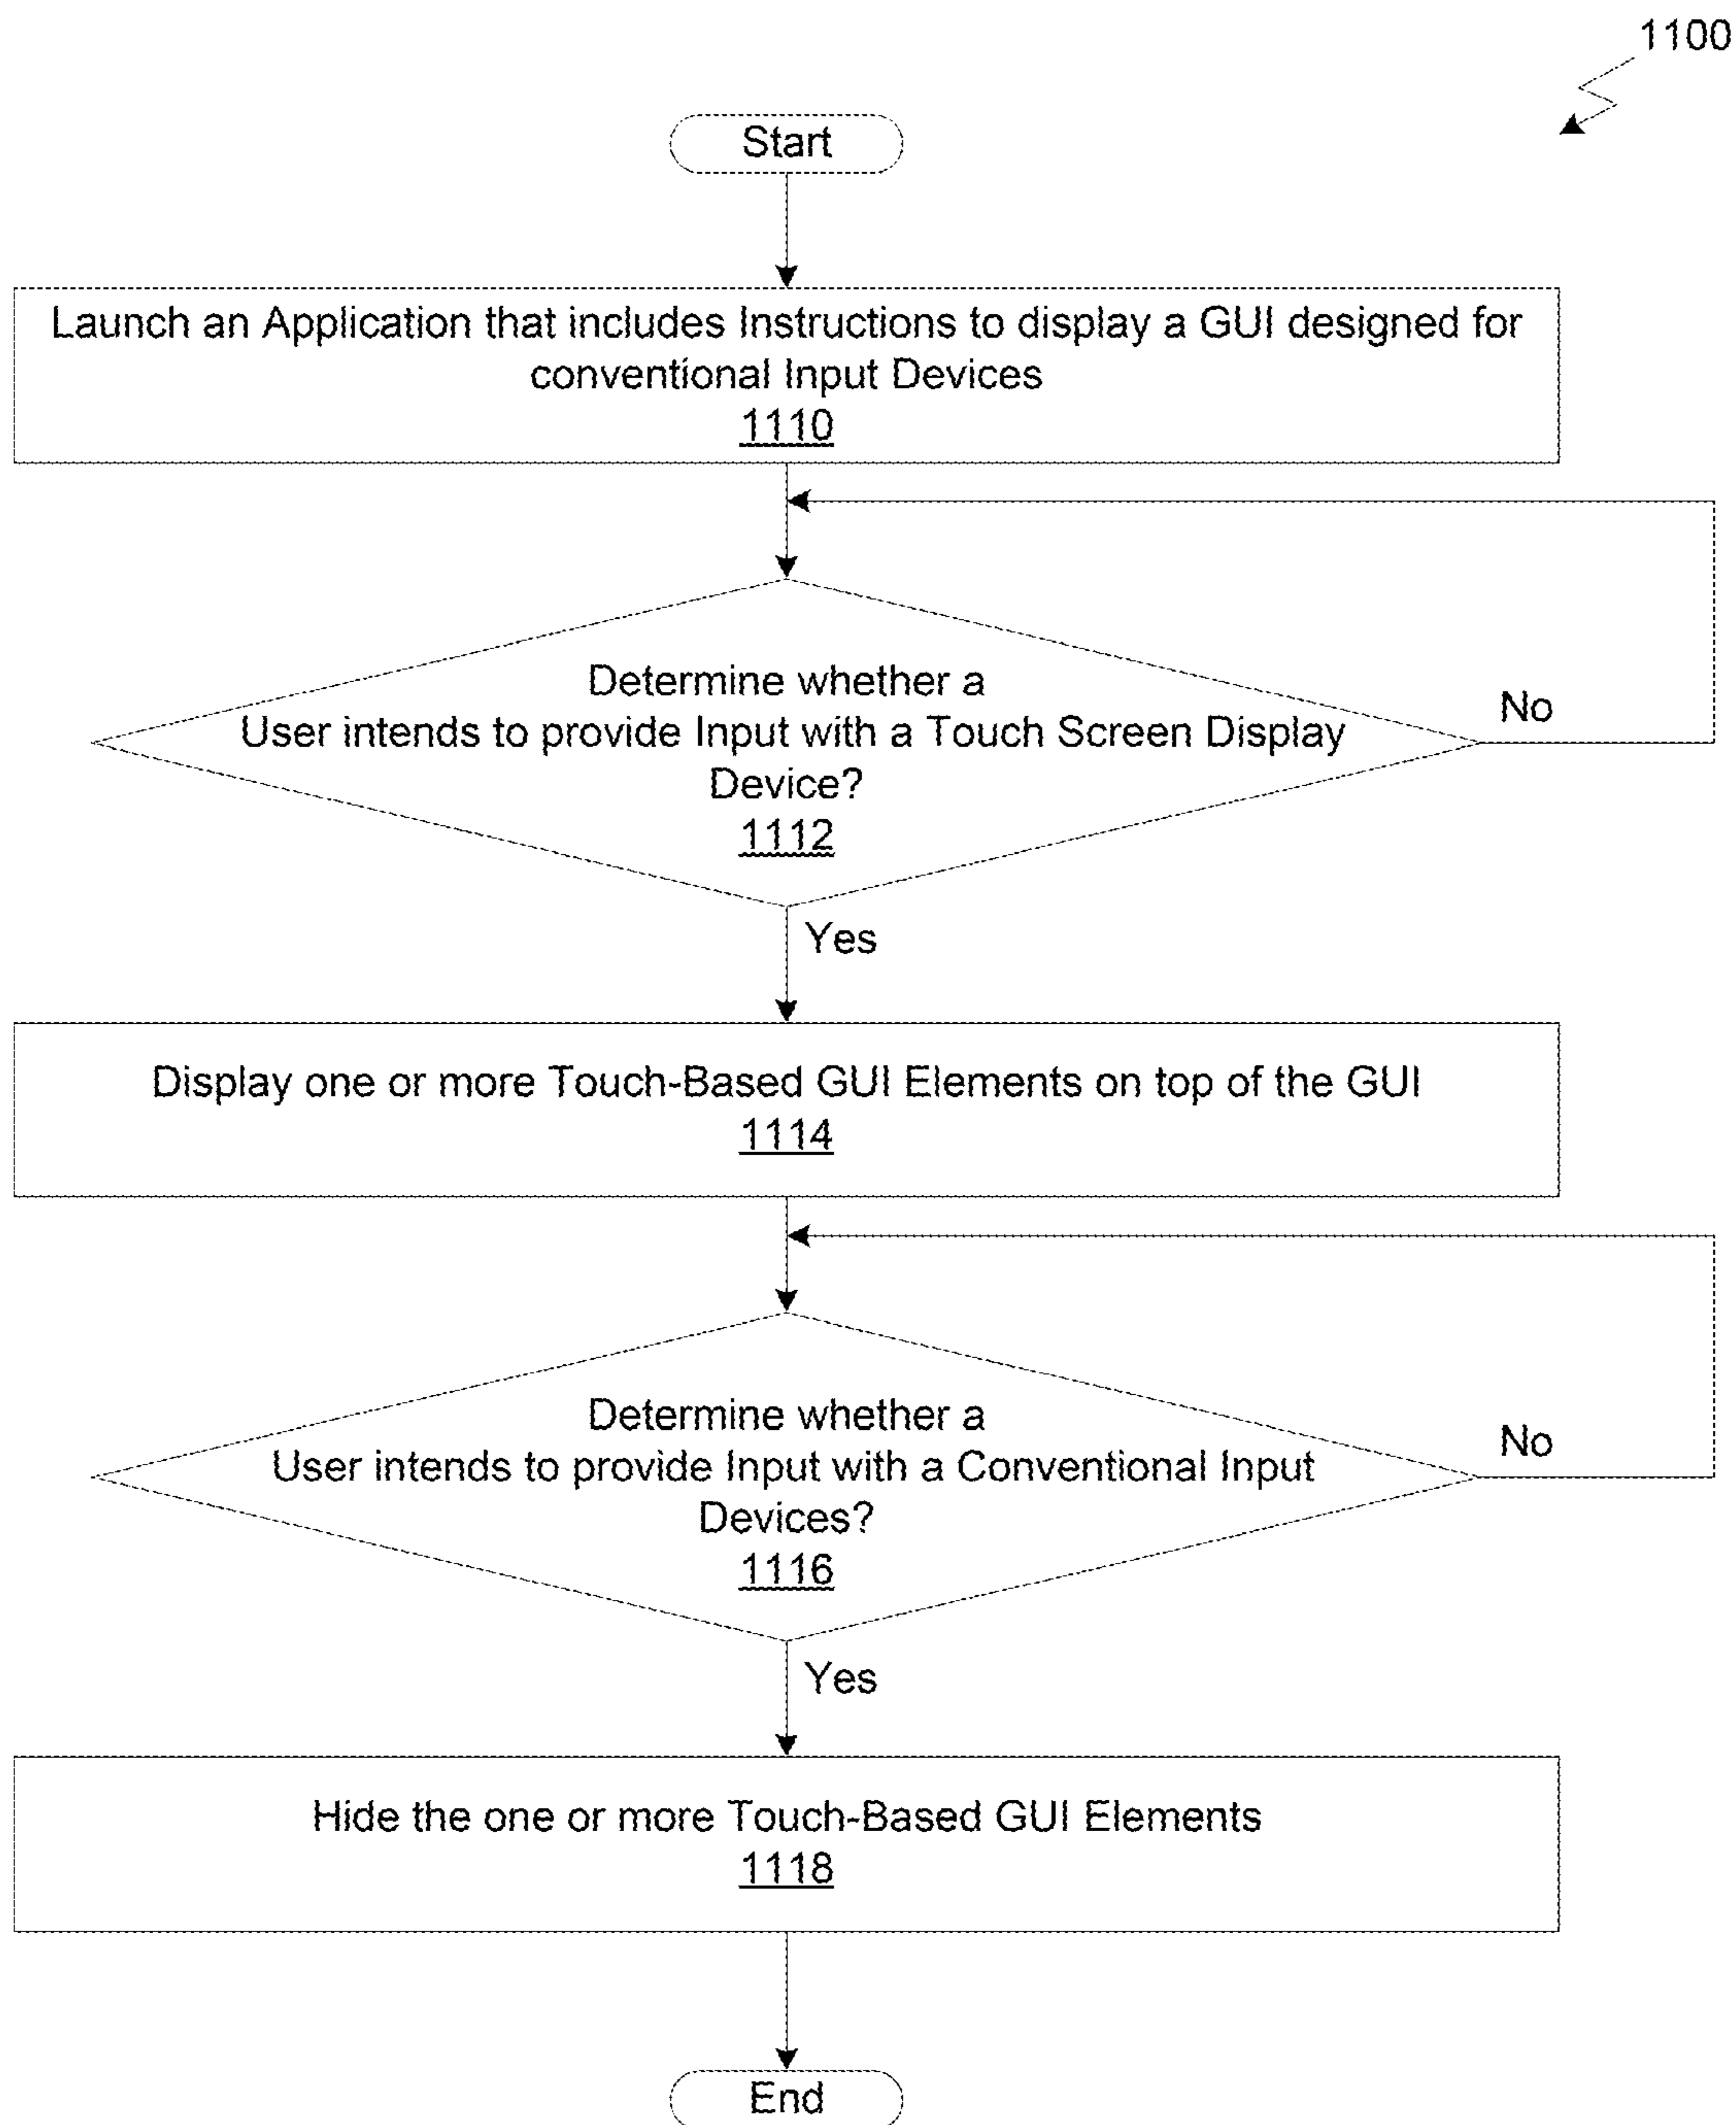 1100
Start
Launch an Application that includes Instructions to display a GUI designed for
conventional Input Devices
1110
Determine whether a
User intends to provide Input with a Touch Screen Display
Device?
1112
No
Yes
Display one or more Touch-Based GUI Elements on top of the GUI
1114
Determine whether a
User intends to provide Input with a Conventional Input
Devices?
1116
No
Yes
Hide the one or more Touch-Based GUI Elements
1118
End